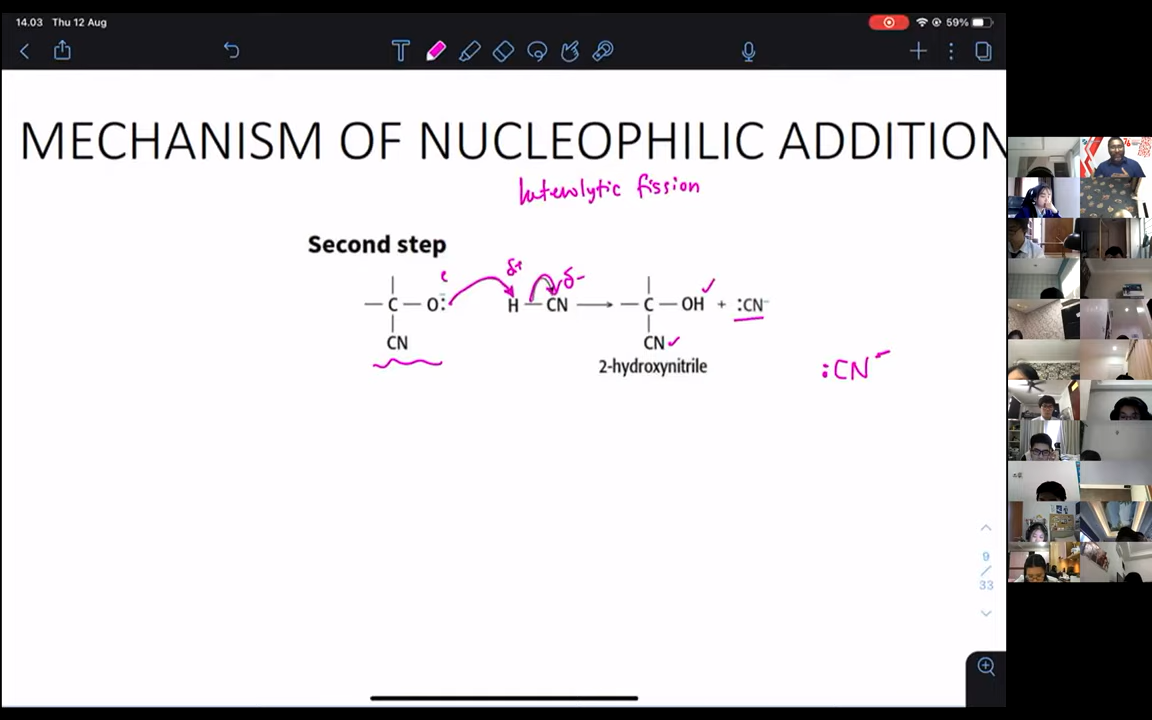 14.03 Thu 12 Aug
59%
MECHANISM OF NUCLEOPHILIC ADDITION
heterolytic fission
Second step
δ+ δ-
— C — O:⁻ H — CN ⟶ — C — OH ✓ + :CN⁻
CN CN ✓
2-hydroxynitrile
:CN⁻
9
/
33